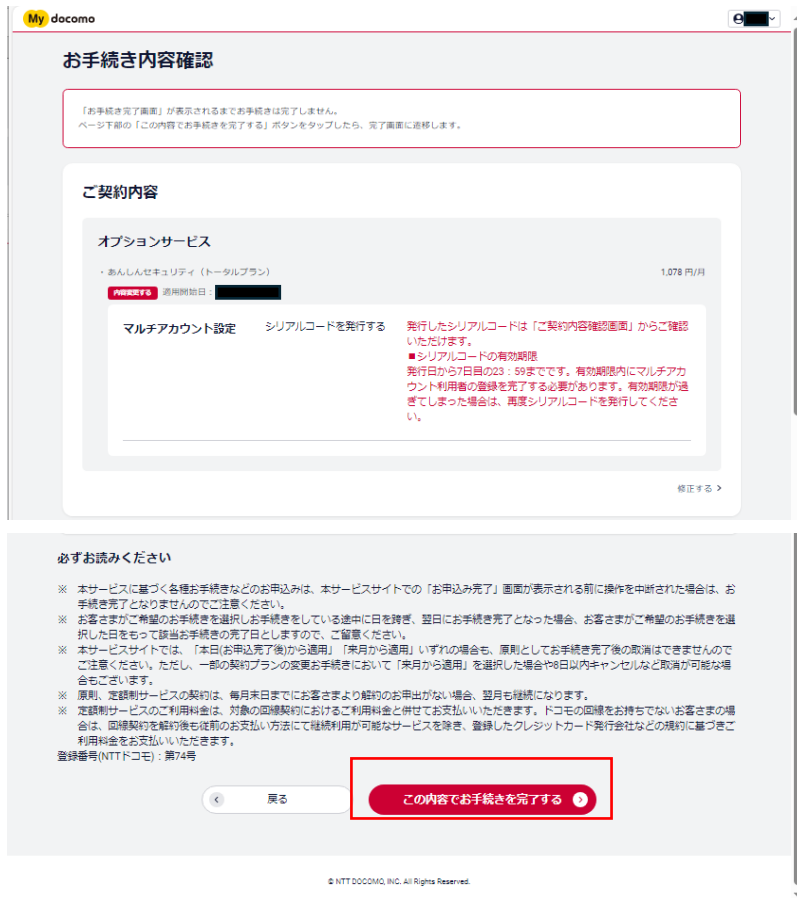 My docomo
お手続き内容確認
「お手続き完了画面」が表示されるまでお手続きは完了しません。
ページ下部の「この内容でお手続きを完了する」ボタンをタップしたら、完了画面に遷移します。
ご契約内容
オプションサービス
・あんしんセキュリティ（トータルプラン） 1,078 円/月
内容変更する 適用開始日：
マルチアカウント設定 シリアルコードを発行する 発行したシリアルコードは「ご契約内容確認画面」からご確認
いただけます。
■シリアルコードの有効期限
発行日から7日目の23：59までです。有効期限内にマルチアカ
ウント利用者の登録を完了する必要があります。有効期限が過
ぎてしまった場合は、再度シリアルコードを発行してくださ
い。
修正する >
必ずお読みください
※ 本サービスに基づく各種お手続きなどのお申込みは、本サービスサイトでの「お申込み完了」画面が表示される前に操作を中断された場合は、お
手続き完了となりませんのでご注意ください。
※ お客さまがご希望のお手続きを選択しお手続きをしている途中に日を跨ぎ、翌日にお手続き完了となった場合、お客さまがご希望のお手続きを選
択した日をもって該当お手続きの完了日としますので、ご留意ください。
※ 本サービスサイトでは、「本日(お申込完了後)から適用」「来月から適用」いずれの場合も、原則としてお手続き完了後の取消はできませんので
ご注意ください。ただし、一部の契約プランの変更お手続きにおいて「来月から適用」を選択した場合や8日以内キャンセルなど取消が可能な場
合もございます。
※ 原則、定額制サービスの契約は、毎月末日までにお客さまより解約のお申出がない場合、翌月も継続になります。
※ 定額制サービスのご利用料金は、対象の回線契約におけるご利用料金と併せてお支払いいただきます。ドコモの回線をお持ちでないお客さまの場
合は、回線契約を解約後も従前のお支払い方法にて継続利用が可能なサービスを除き、登録したクレジットカード発行会社などの規約に基づきご
利用料金をお支払いいただきます。
登録番号(NTTドコモ)：第74号
戻る
この内容でお手続きを完了する
© NTT DOCOMO, INC. All Rights Reserved.